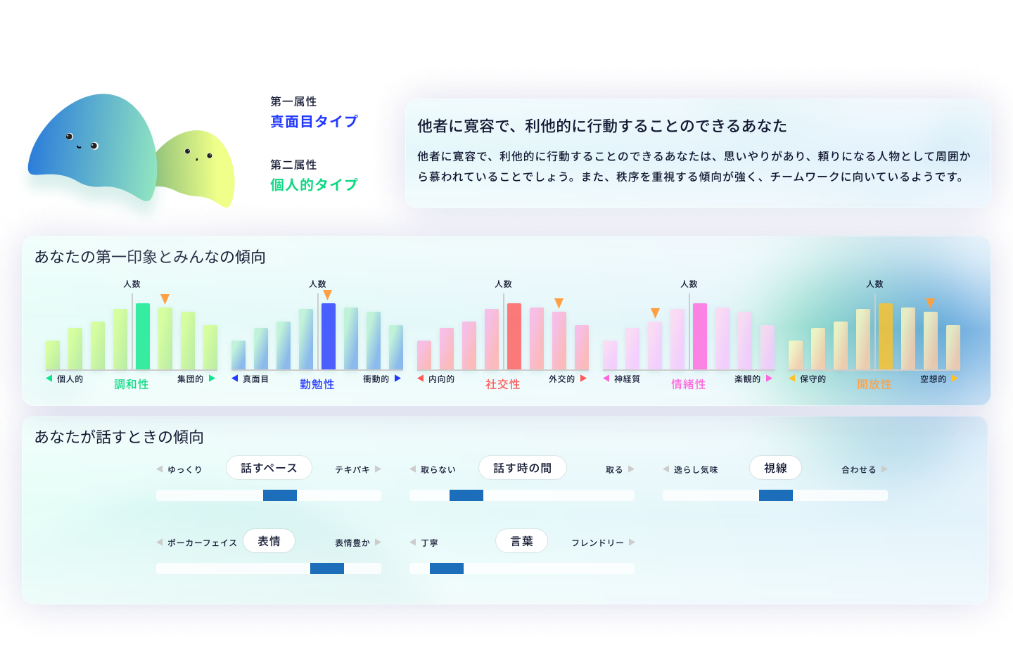 第一属性
真面目タイプ
第二属性
個人的タイプ
他者に寛容で、利他的に行動することのできるあなた
他者に寛容で、利他的に行動することのできるあなたは、思いやりがあり、頼りになる人物として周囲か
ら慕われていることでしょう。また、秩序を重視する傾向が強く、チームワークに向いているようです。
あなたの第一印象とみんなの傾向
人数 人数 人数 人数 人数
◀ 個人的 調和性 集団的 ▶ ◀ 真面目 勤勉性 衝動的 ▶ ◀ 内向的 社交性 外交的 ▶ ◀ 神経質 情緒性 楽観的 ▶ ◀ 保守的 開放性 空想的 ▶
あなたが話すときの傾向
◀ ゆっくり 話すペース テキパキ ▶ ◀ 取らない 話す時の間 取る ▶ ◀ 逸らし気味 視線 合わせる ▶
◀ ポーカーフェイス 表情 表情豊か ▶ ◀ 丁寧 言葉 フレンドリー ▶